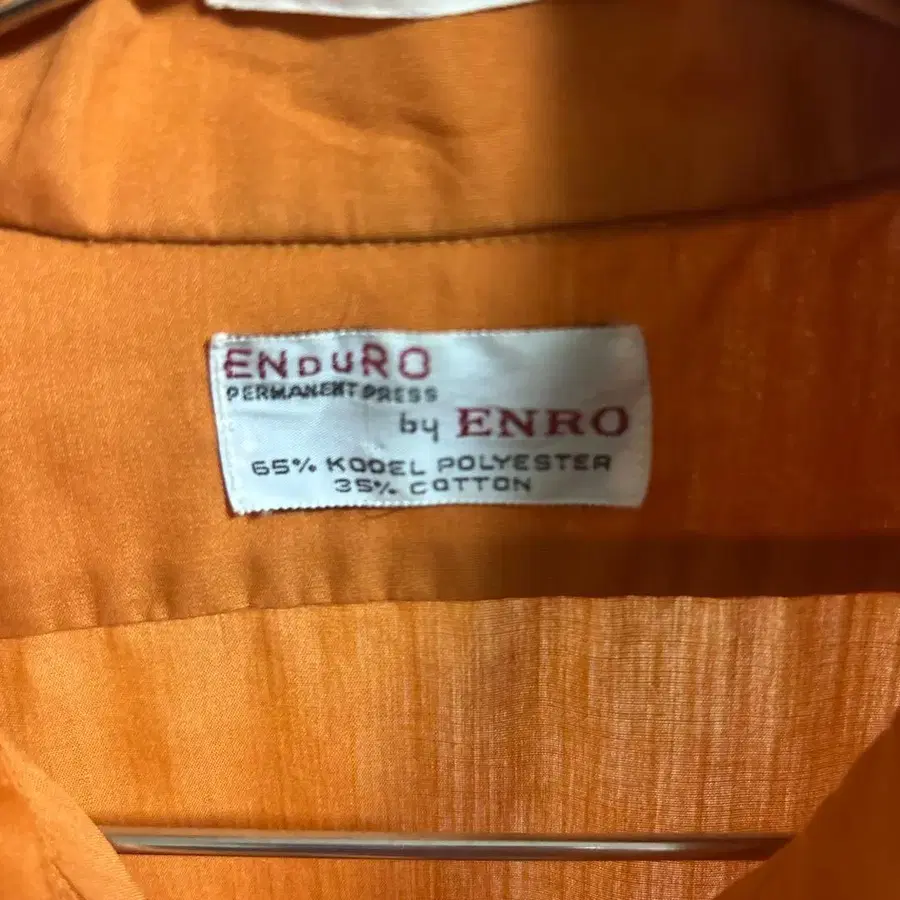 ENDURO
PERMANENT PRESS
by ENRO
65% KODEL POLYESTER
35% COTTON